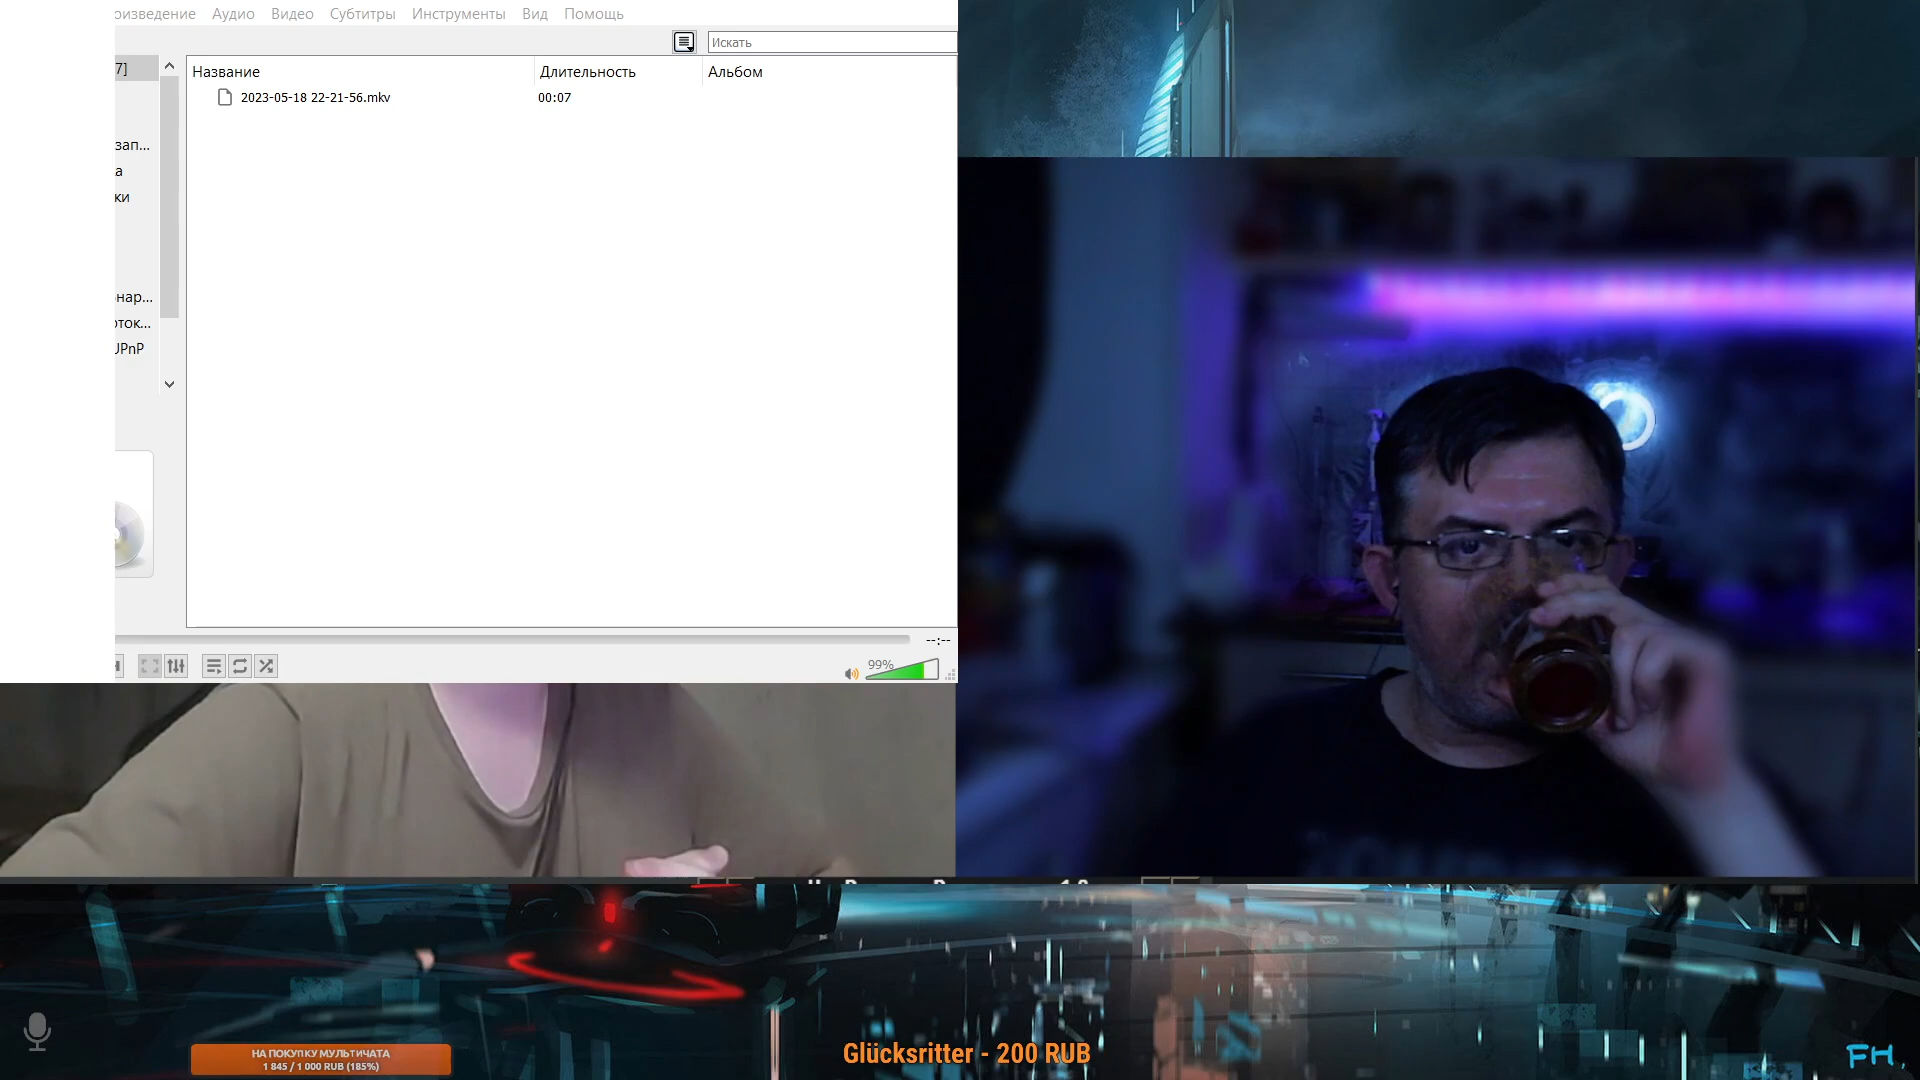 оизведение Аудио Видео Субтитры Инструменты Вид Помощь
Искать
7]
Название Длительность Альбом
2023-05-18 22-21-56.mkv 00:07
зап...
а
ки
нар...
оток...
UPnP
--:--
99%
НА ПОКУПКУ МУЛЬТИЧАТА
1 845 / 1 000 RUB (185%)
Glücksritter - 200 RUB
FH,